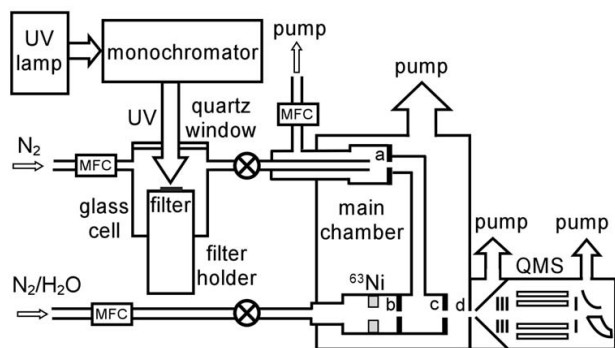 UV
lamp
monochromator
pump
MFC
pump
UV
quartz
window
N₂
MFC
a
glass
cell
filter
filter
holder
main
chamber
pump
pump
QMS
N₂/H₂O
MFC
⁶³Ni
b
c
d